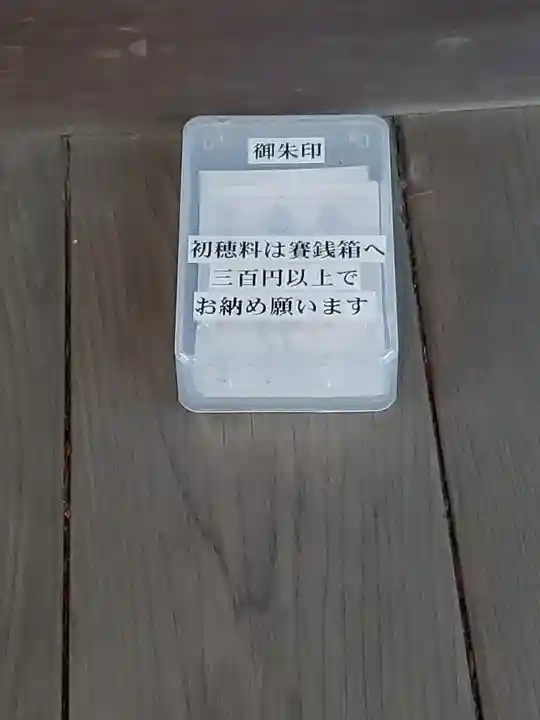 御朱印
初穂料は賽銭箱へ
三百円以上で
お納め願います